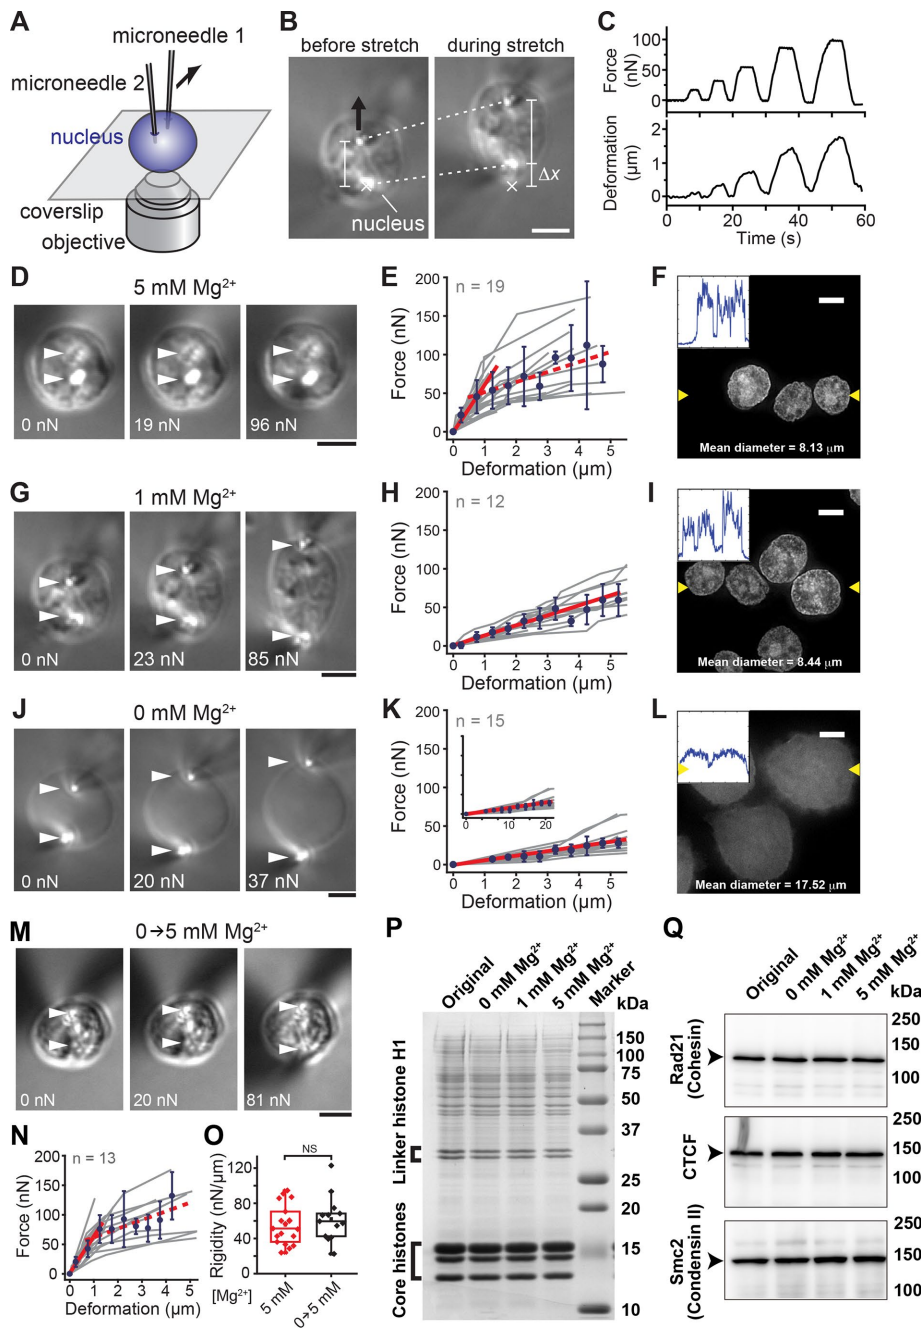 A
microneedle 1
microneedle 2
nucleus
coverslip
objective
B
before stretch
during stretch
Δx
nucleus
C
Force
(nN)
100
50
0
Deformation
(μm)
2
1
0
0 20 40 60
Time (s)
D
5 mM Mg²⁺
0 nN
19 nN
96 nN
E
n = 19
Force (nN)
200
150
100
50
0
0 1 2 3 4 5
Deformation (μm)
F
Mean diameter = 8.13 μm
G
1 mM Mg²⁺
0 nN
23 nN
85 nN
H
n = 12
Force (nN)
200
150
100
50
0
0 1 2 3 4 5
Deformation (μm)
I
Mean diameter = 8.44 μm
J
0 mM Mg²⁺
0 nN
20 nN
37 nN
K
n = 15
Force (nN)
200
150
100
50
0
0 10 20
0 1 2 3 4 5
Deformation (μm)
L
Mean diameter = 17.52 μm
M
0→5 mM Mg²⁺
0 nN
20 nN
81 nN
N
n = 13
Force (nN)
200
150
100
50
0
0 1 2 3 4 5
Deformation (μm)
O
NS
Rigidity (nN/μm)
120
80
40
0
[Mg²⁺]
5 mM
0→5 mM
P
Original
0 mM Mg²⁺
1 mM Mg²⁺
5 mM Mg²⁺
Marker
kDa
150
100
75
50
37
25
20
15
10
Linker histone H1
Core histones
Q
Original
0 mM Mg²⁺
1 mM Mg²⁺
5 mM Mg²⁺
kDa
Rad21
(Cohesin)
250
150
100
CTCF
250
150
100
Smc2
(Condensin II)
250
150
100